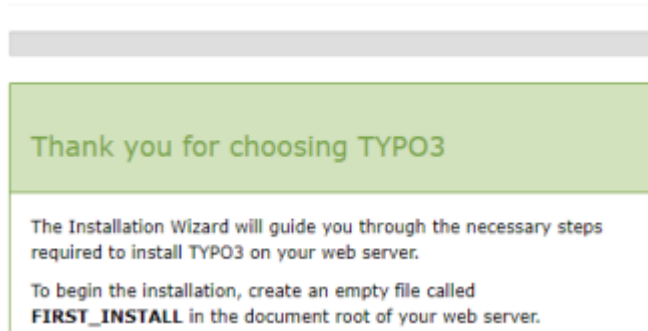 Thank you for choosing TYPO3
The Installation Wizard will guide you through the necessary steps
required to install TYPO3 on your web server.
To begin the installation, create an empty file called
FIRST_INSTALL in the document root of your web server.